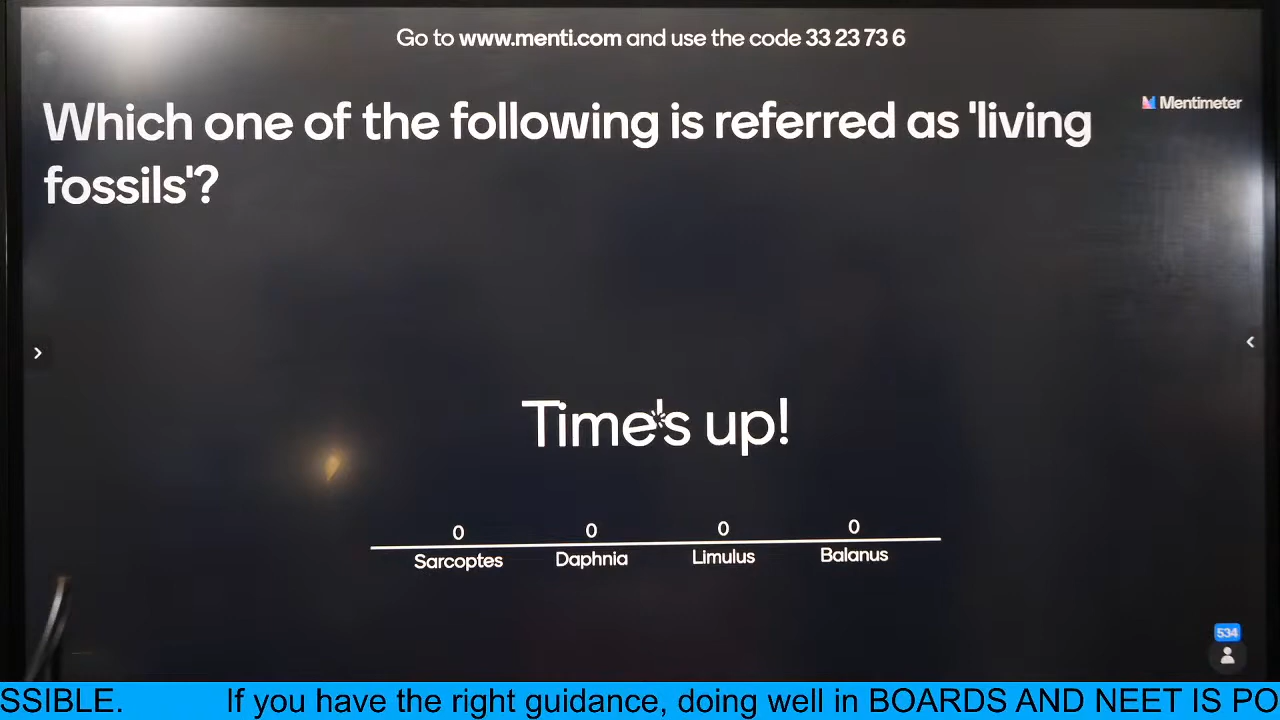 Go to www.menti.com and use the code 33 23 73 6
Mentimeter
Which one of the following is referred as 'living
fossils'?
Time's up!
0 0 0 0
Sarcoptes Daphnia Limulus Balanus
534
SSIBLE. If you have the right guidance, doing well in BOARDS AND NEET IS PO